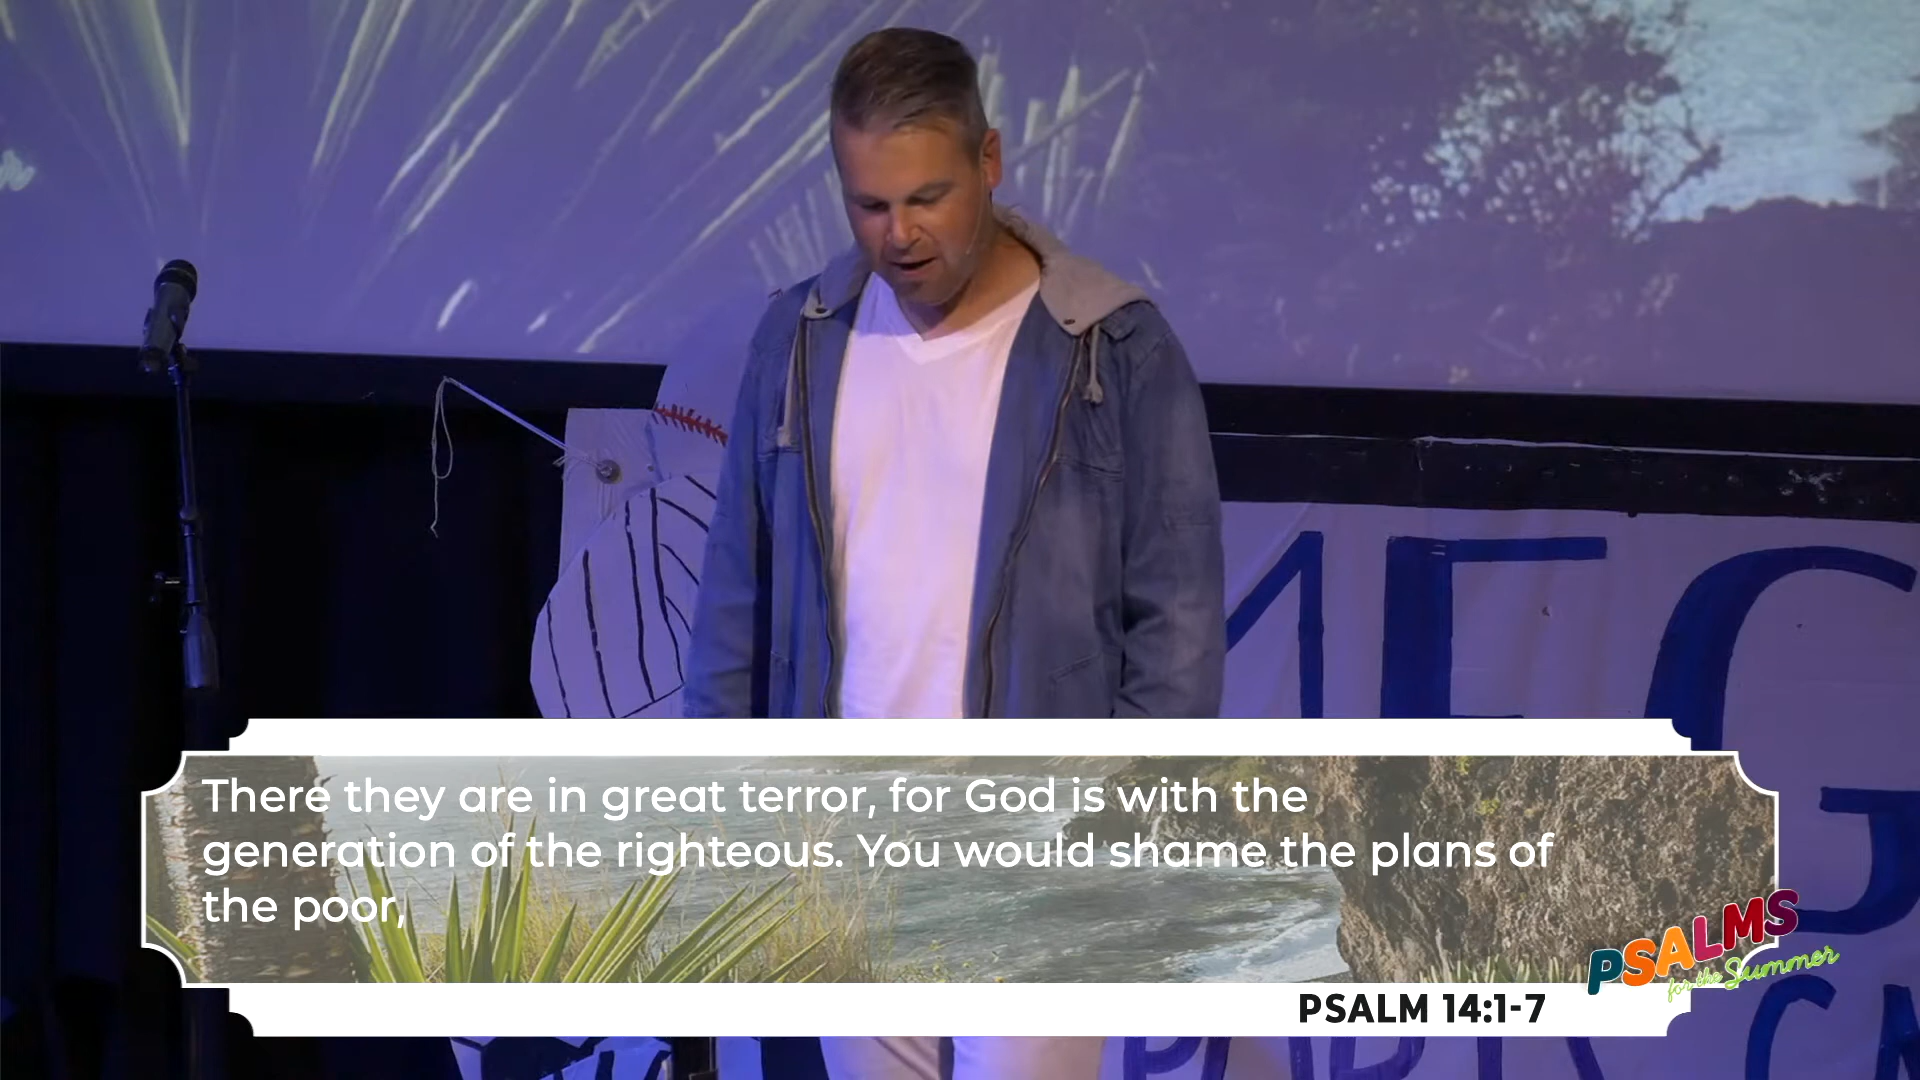 There they are in great terror, for God is with the
generation of the righteous. You would shame the plans of
the poor,
PSALM 14:1-7
PSALMS
for the Summer